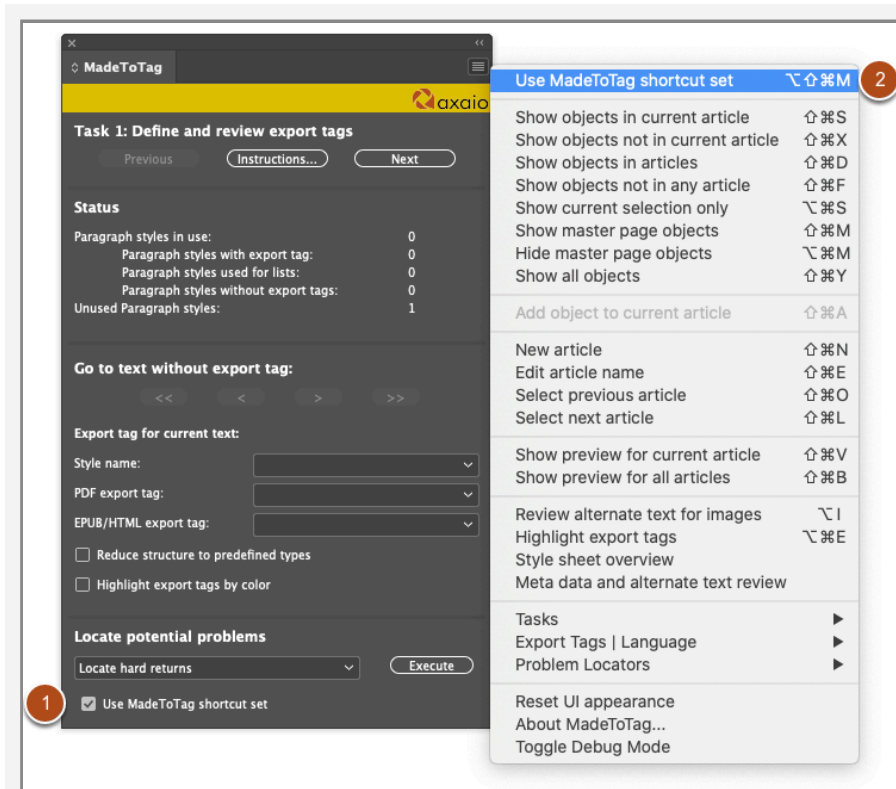 MadeToTag
axaio
Task 1: Define and review export tags
Previous
Instructions...
Next
Status
Paragraph styles in use: 0
Paragraph styles with export tag: 0
Paragraph styles used for lists: 0
Paragraph styles without export tags: 0
Unused Paragraph styles: 1
Go to text without export tag:
<< < > >>
Export tag for current text:
Style name:
PDF export tag:
EPUB/HTML export tag:
Reduce structure to predefined types
Highlight export tags by color
Locate potential problems
Locate hard returns
Execute
1
Use MadeToTag shortcut set
Use MadeToTag shortcut set ⌥⇧⌘M
2
Show objects in current article ⇧⌘S
Show objects not in current article ⇧⌘X
Show objects in articles ⇧⌘D
Show objects not in any article ⇧⌘F
Show current selection only ⌥⌘S
Show master page objects ⇧⌘M
Hide master page objects ⌥⌘M
Show all objects ⇧⌘Y
Add object to current article ⇧⌘A
New article ⇧⌘N
Edit article name ⇧⌘E
Select previous article ⇧⌘O
Select next article ⇧⌘L
Show preview for current article ⇧⌘V
Show preview for all articles ⇧⌘B
Review alternate text for images ⌥I
Highlight export tags ⌥⌘E
Style sheet overview
Meta data and alternate text review
Tasks
Export Tags | Language
Problem Locators
Reset UI appearance
About MadeToTag...
Toggle Debug Mode